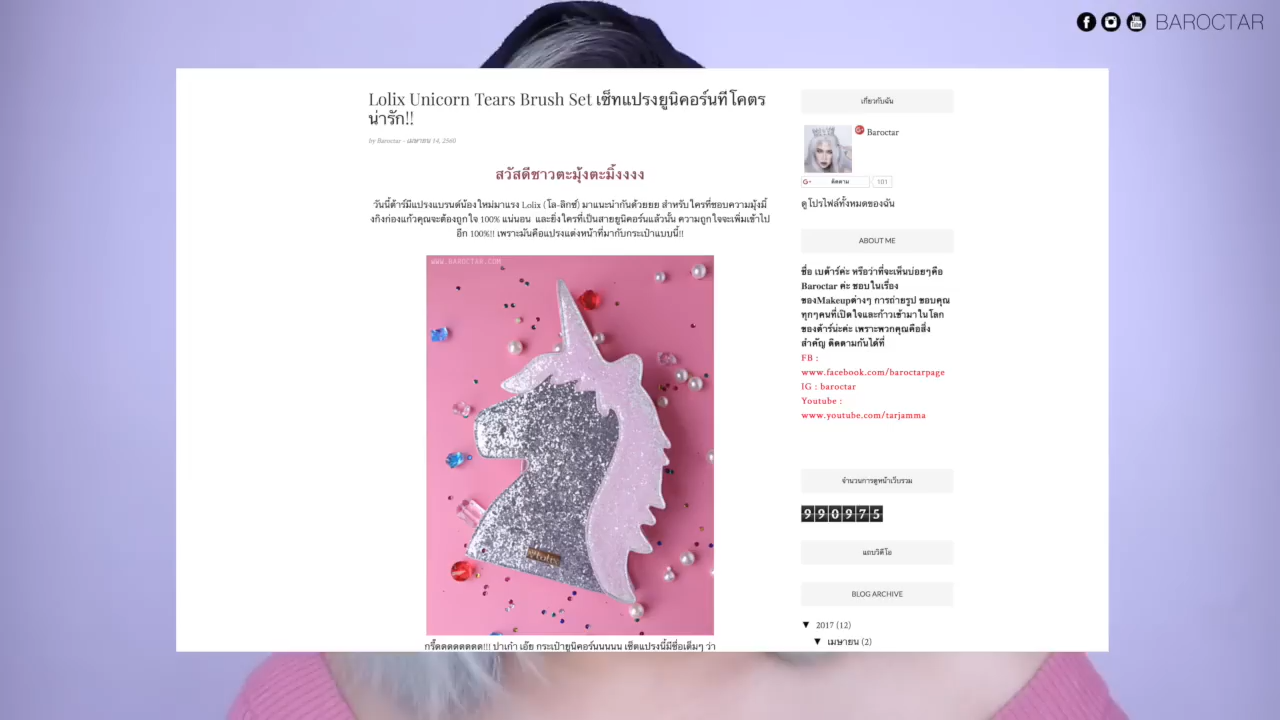 BAROCTAR
Lolix Unicorn Tears Brush Set เซ็ทแปรงยูนิคอร์นที่โคตร
น่ารัก!!
by Baroctar - เมษายน 14, 2560
สวัสดีชาวตะมุ้งตะมิ้งงงง
วันนี้ต้าร์มีแปรงแบรนด์น้องใหม่มาแรง Lolix (โล-ลิกซ์) มาแนะนำกันด้วยยย สำหรับใครที่ชอบความมุ้งมิ้
งกิงก่องแก้วคุณจะต้องถูกใจ 100% แน่นอน และยิ่งใครที่เป็นสายยูนิคอร์นแล้วนั้น ความถูกใจจะเพิ่มเข้าไป
อีก 100%!! เพราะมันคือแปรงแต่งหน้าที่มากับกระเป๋าแบบนี้!!
WWW.BAROCTAR.COM
Lolix
กรี้ดดดดดดดด!!! ปาเก๋า เอ้ย กระเป๋ายูนิคอร์นนนนน เซ็ตแปรงนี้มีชื่อเต็มๆ ว่า
เกี่ยวกับฉัน
Baroctar
ติดตาม 101
ดูโปรไฟล์ทั้งหมดของฉัน
ABOUT ME
ชื่อ เบต้าร์ค่ะ หรือว่าที่จะเห็นบ่อยๆคือ
Baroctar ค่ะ ชอบในเรื่อง
ของMakeupต่างๆ การถ่ายรูป ขอบคุณ
ทุกๆคนที่เปิดใจและก้าวเข้ามาในโลก
ของต้าร์น่ะค่ะ เพราะพวกคุณคือสิ่ง
สำคัญ ติดตามกันได้ที่
FB :
www.facebook.com/baroctarpage
IG : baroctar
Youtube :
www.youtube.com/tarjamma
จำนวนการดูหน้าเว็บรวม
990975
แถบวิดีโอ
BLOG ARCHIVE
▼ 2017 (12)
▼ เมษายน (2)